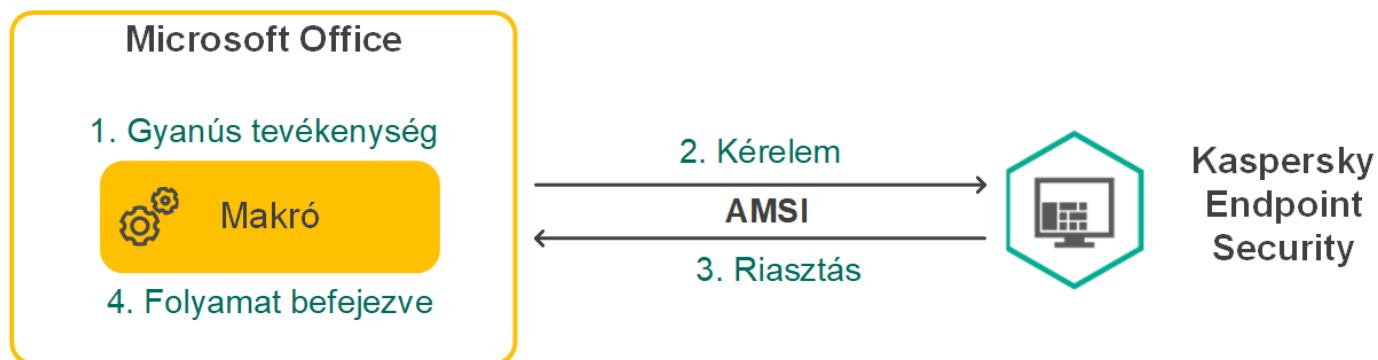 Microsoft Office
1. Gyanús tevékenység
Makró
4. Folyamat befejezve
2. Kérelem
AMSI
3. Riasztás
Kaspersky
Endpoint
Security